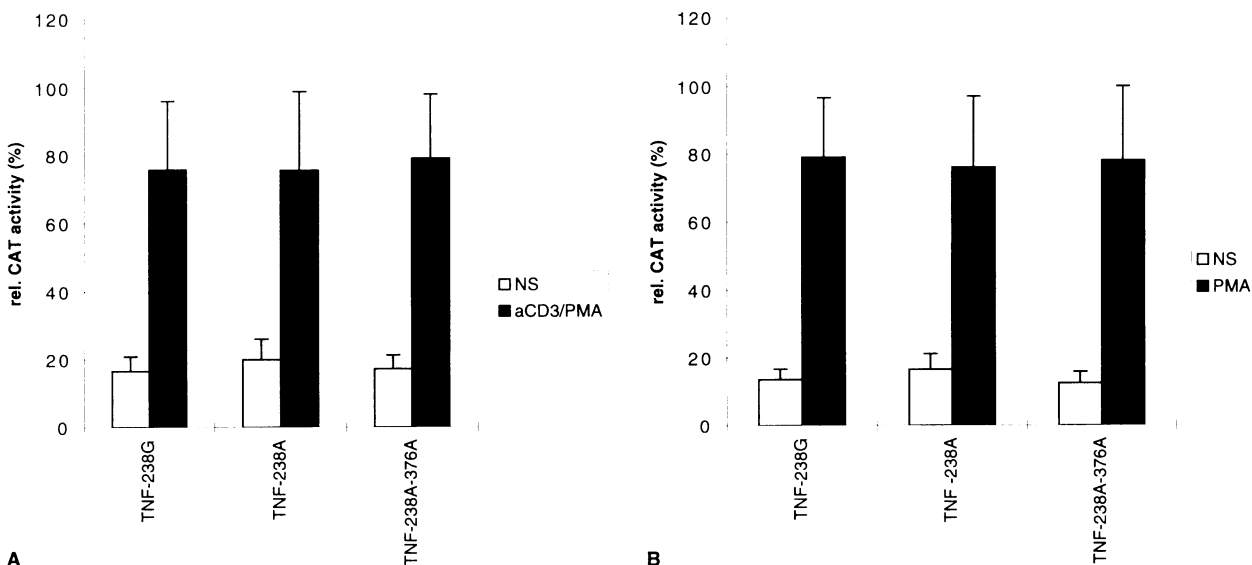 120
100
80
60
40
20
0
rel. CAT activity (%)
TNF-238G
TNF-238A
TNF-238A-376A
NS
aCD3/PMA
A
120
100
80
60
40
20
0
rel. CAT activity (%)
TNF-238G
TNF -238A
TNF-238A-376A
NS
PMA
B